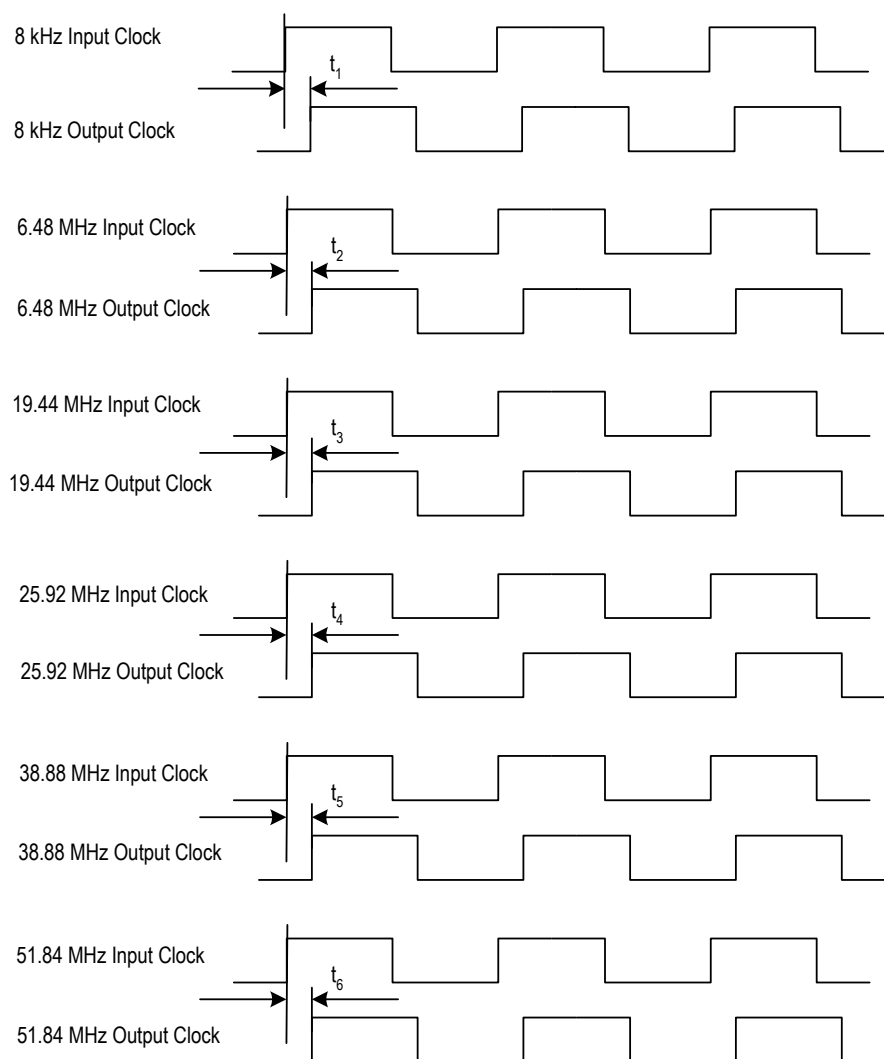 8 kHz Input Clock
t1
8 kHz Output Clock
6.48 MHz Input Clock
t2
6.48 MHz Output Clock
19.44 MHz Input Clock
t3
19.44 MHz Output Clock
25.92 MHz Input Clock
t4
25.92 MHz Output Clock
38.88 MHz Input Clock
t5
38.88 MHz Output Clock
51.84 MHz Input Clock
t6
51.84 MHz Output Clock